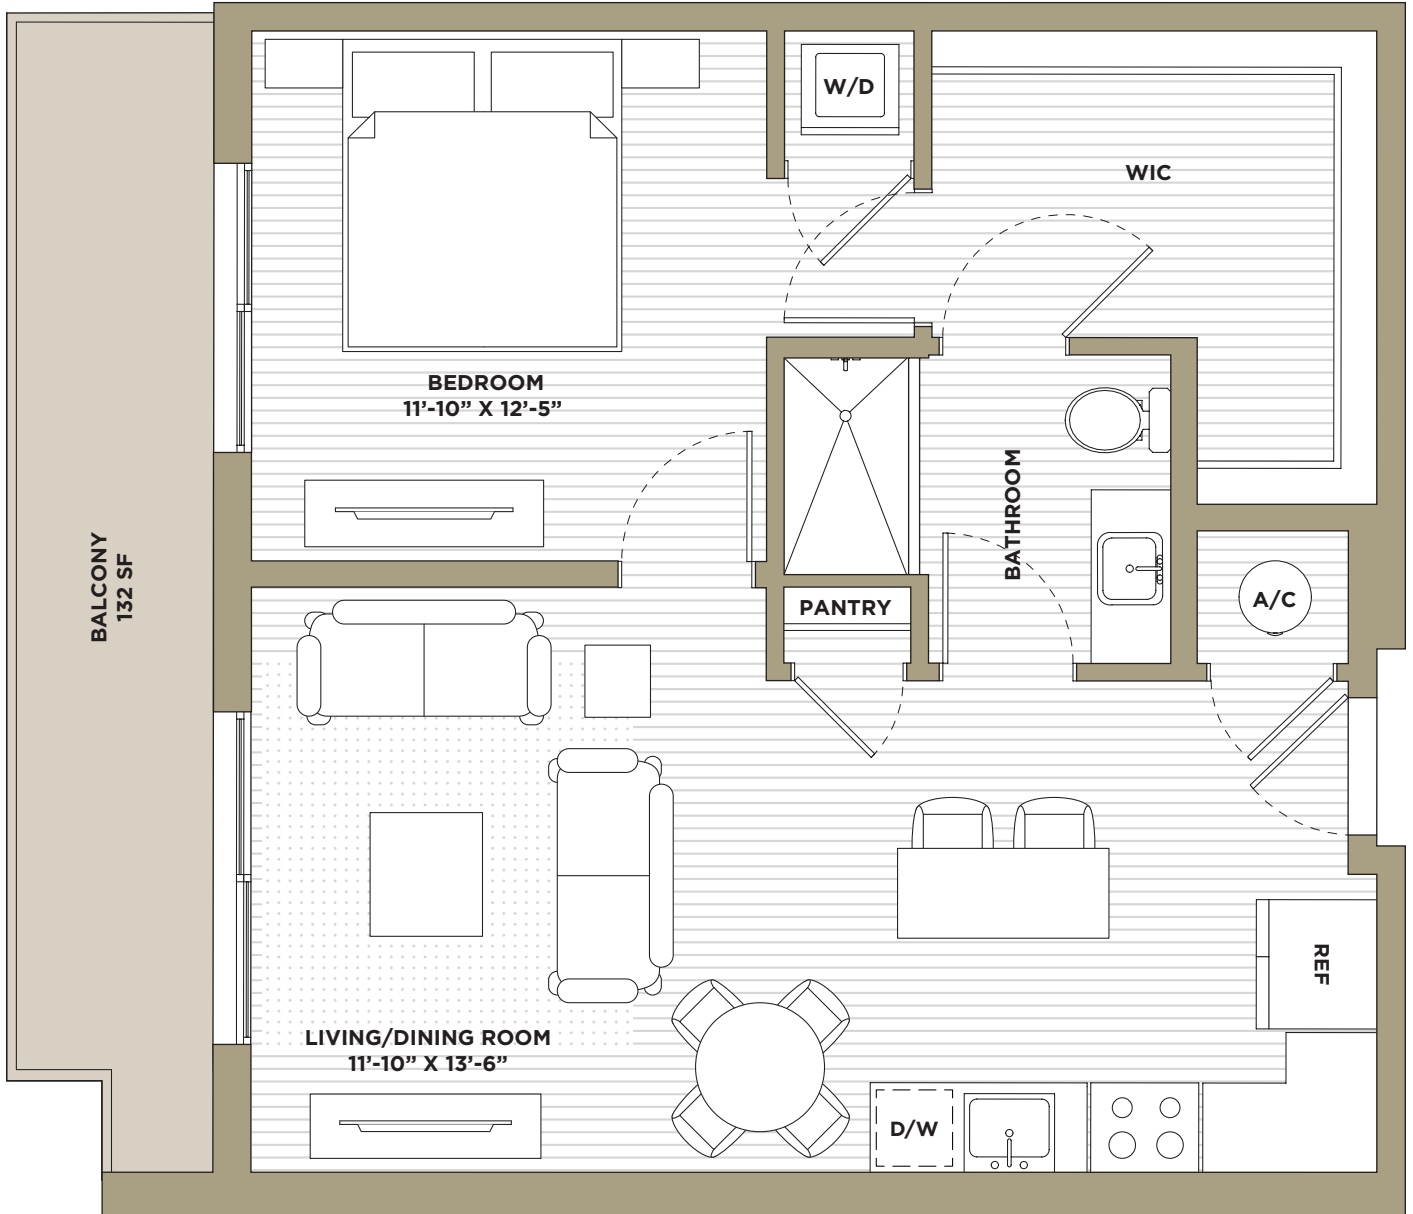 W/D
WIC
BEDROOM
11’-10” X 12’-5”
BATHROOM
BALCONY
132 SF
PANTRY
A/C
REF
LIVING/DINING ROOM
11’-10” X 13’-6”
D/W